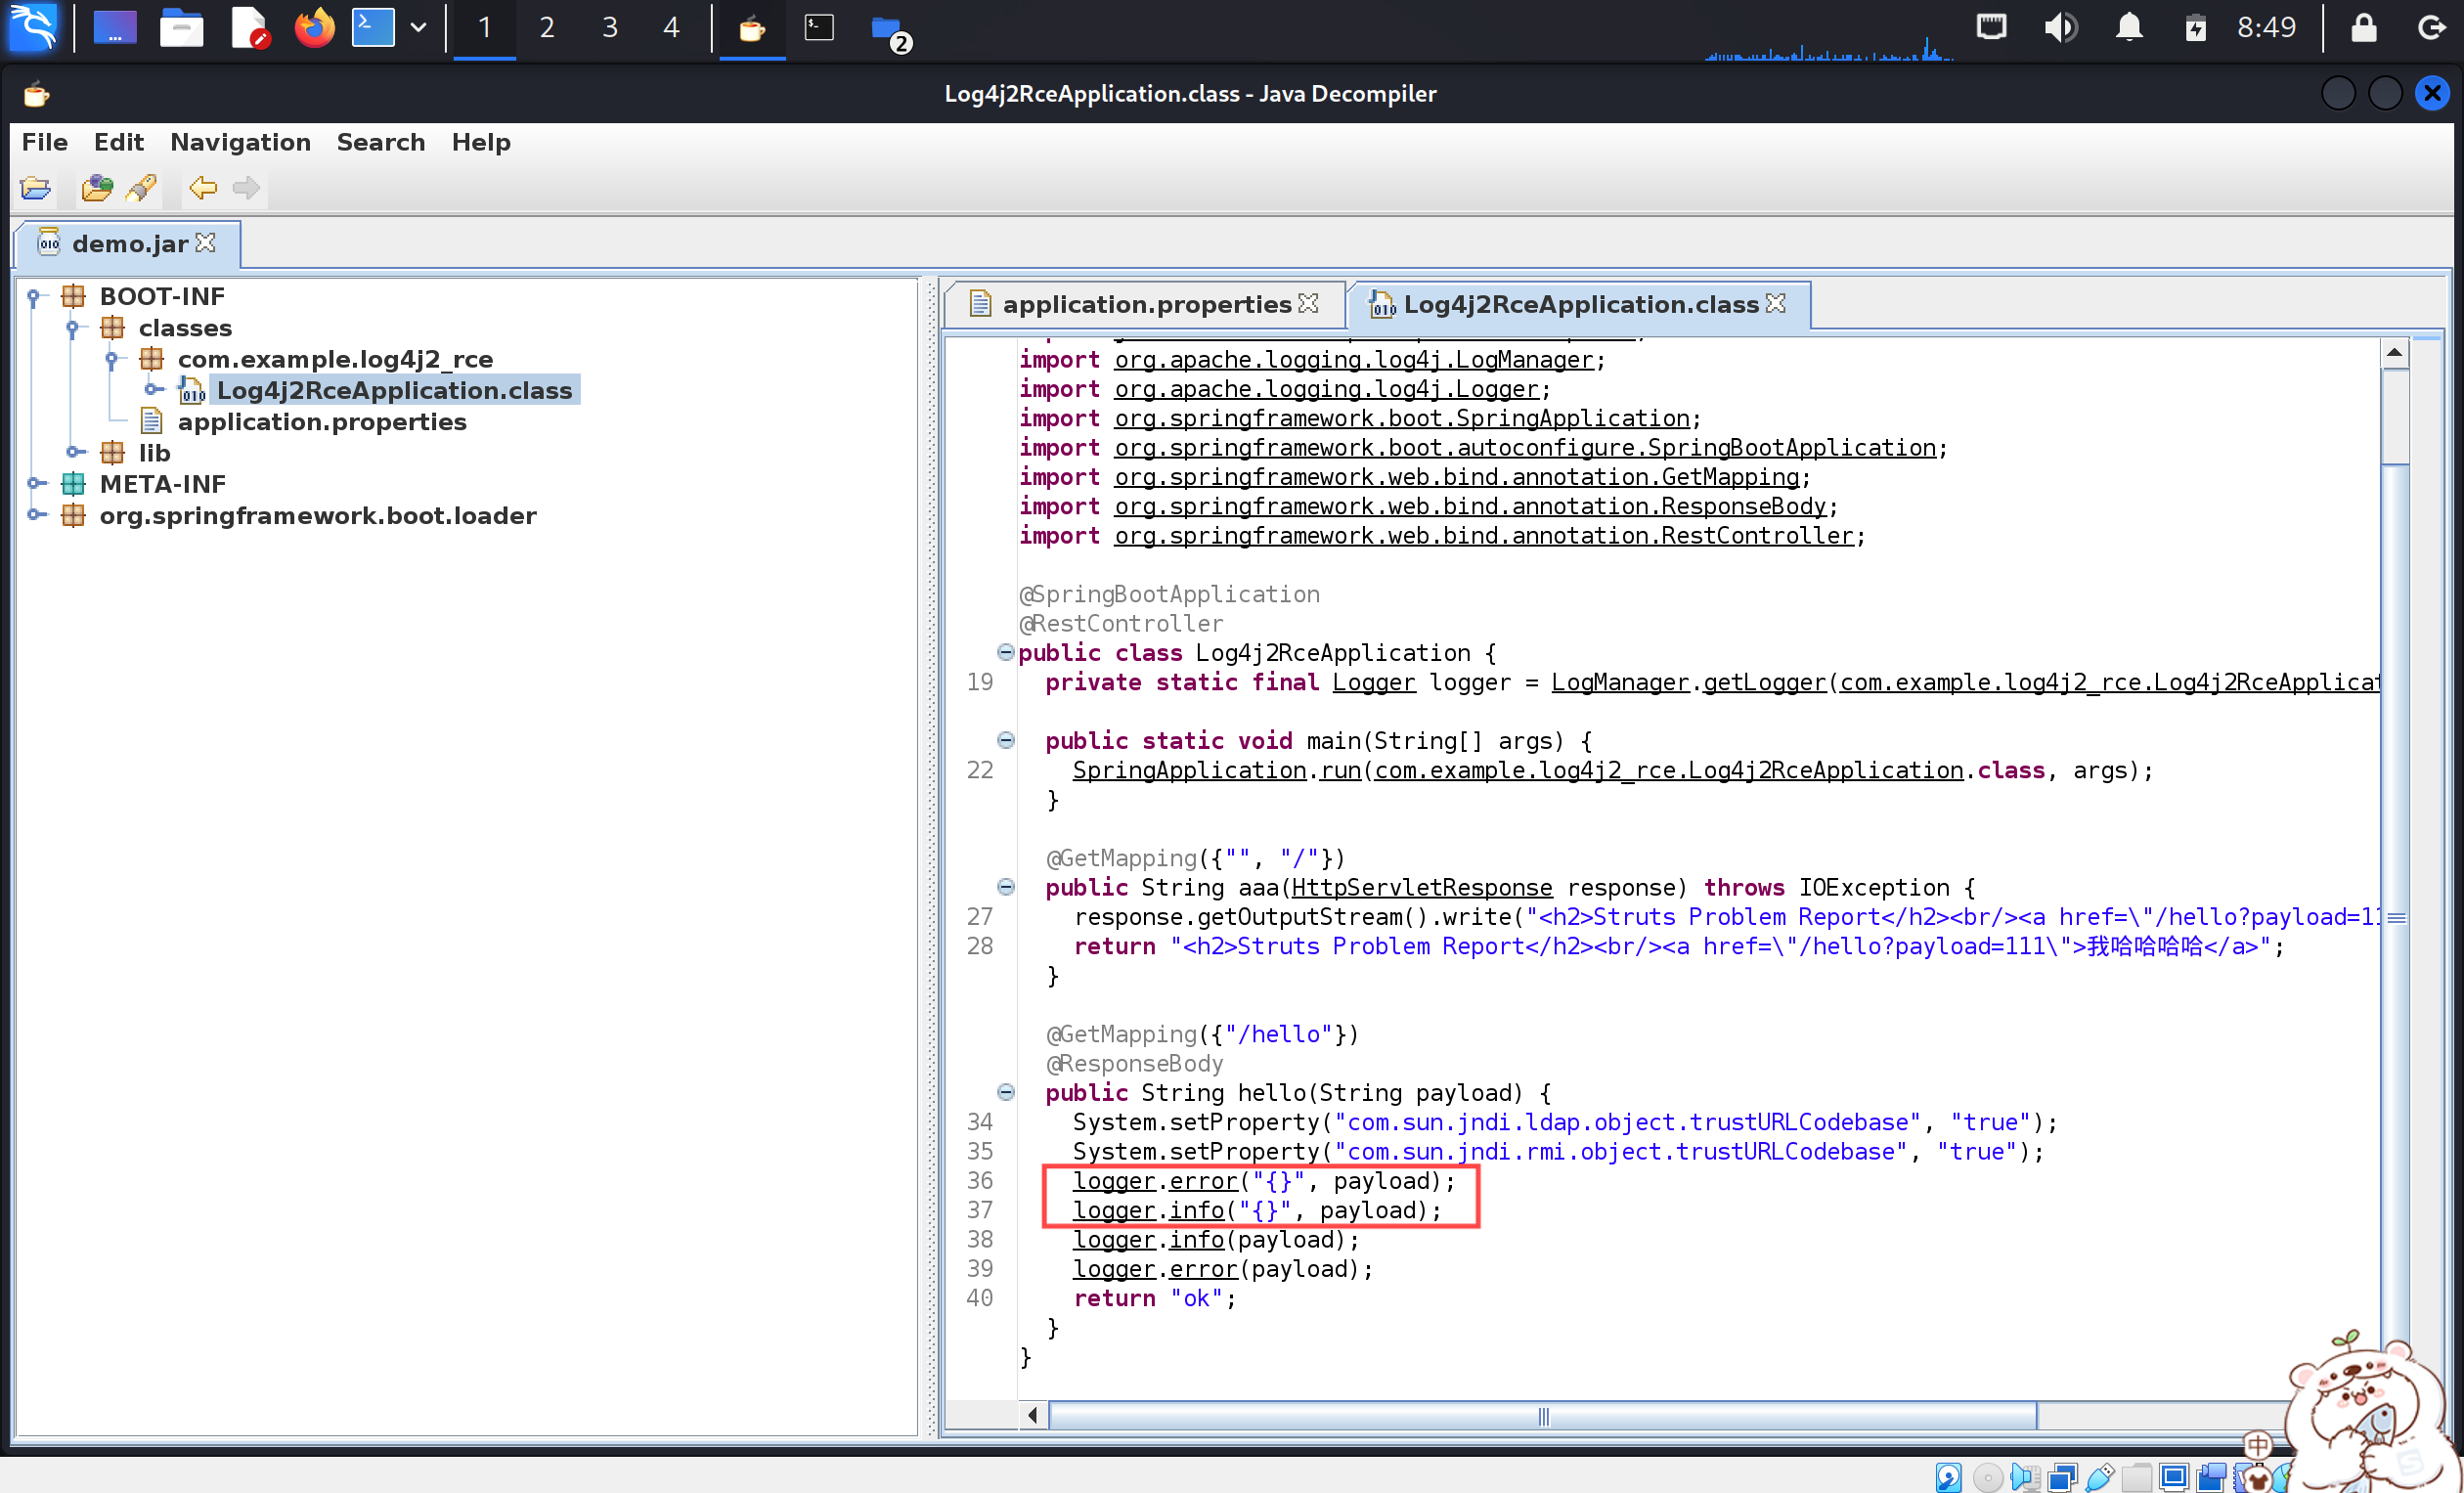 1 2 3 4 2 8:49
Log4j2RceApplication.class - Java Decompiler
File Edit Navigation Search Help
demo.jar
BOOT-INF
classes
com.example.log4j2_rce
Log4j2RceApplication.class
application.properties
lib
META-INF
org.springframework.boot.loader
application.properties Log4j2RceApplication.class
import org.apache.logging.log4j.LogManager;
import org.apache.logging.log4j.Logger;
import org.springframework.boot.SpringApplication;
import org.springframework.boot.autoconfigure.SpringBootApplication;
import org.springframework.web.bind.annotation.GetMapping;
import org.springframework.web.bind.annotation.ResponseBody;
import org.springframework.web.bind.annotation.RestController;
@SpringBootApplication
@RestController
public class Log4j2RceApplication {
19 private static final Logger logger = LogManager.getLogger(com.example.log4j2_rce.Log4j2RceApplicat
public static void main(String[] args) {
22 SpringApplication.run(com.example.log4j2_rce.Log4j2RceApplication.class, args);
}
@GetMapping({"", "/"})
public String aaa(HttpServletResponse response) throws IOException {
27 response.getOutputStream().write("<h2>Struts Problem Report</h2><br/><a href=\"/hello?payload=11
28 return "<h2>Struts Problem Report</h2><br/><a href=\"/hello?payload=111\">我哈哈哈哈</a>";
}
@GetMapping({"/hello"})
@ResponseBody
public String hello(String payload) {
34 System.setProperty("com.sun.jndi.ldap.object.trustURLCodebase", "true");
35 System.setProperty("com.sun.jndi.rmi.object.trustURLCodebase", "true");
36 logger.error("{}", payload);
37 logger.info("{}", payload);
38 logger.info(payload);
39 logger.error(payload);
40 return "ok";
}
}
中